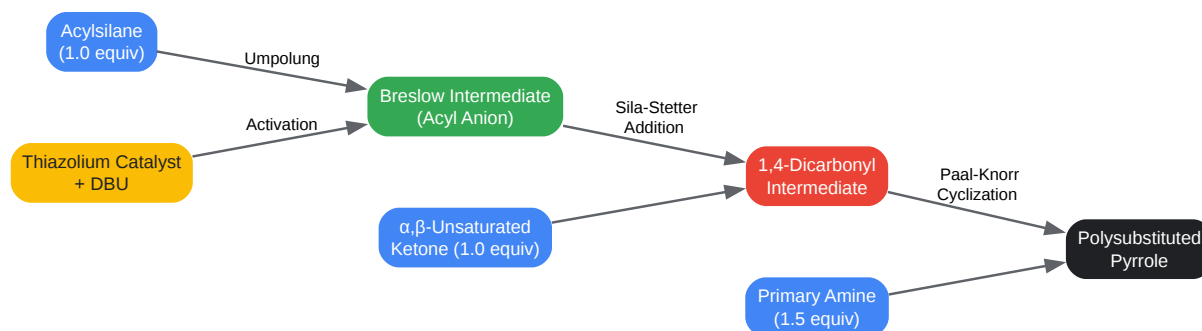 Acylsilane
(1.0 equiv)
Umpolung
Breslow Intermediate
(Acyl Anion)
Activation
Thiazolium Catalyst
+ DBU
Sila-Stetter
Addition
1,4-Dicarbonyl
Intermediate
α,β-Unsaturated
Ketone (1.0 equiv)
Paal-Knorr
Cyclization
Polysubstituted
Pyrrole
Primary Amine
(1.5 equiv)